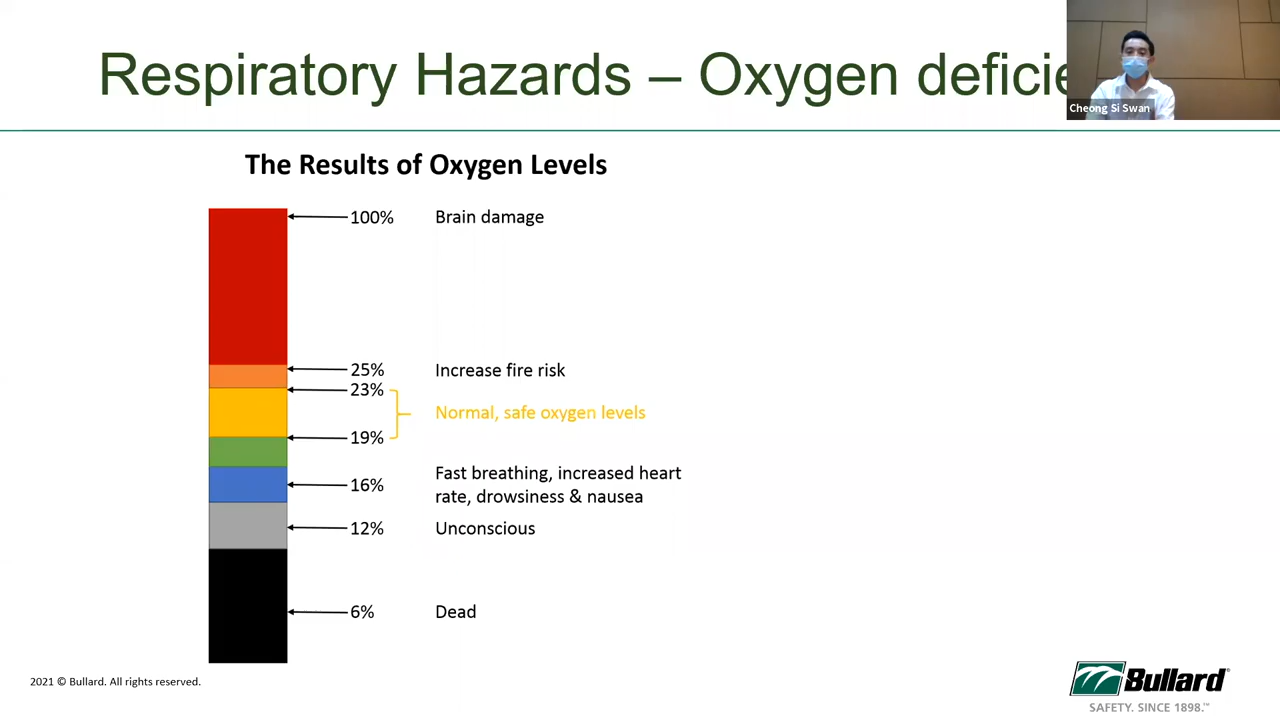 Respiratory Hazards – Oxygen deficie
Cheong Si Swan
The Results of Oxygen Levels
100% Brain damage
25% Increase fire risk
23%
Normal, safe oxygen levels
19%
Fast breathing, increased heart
16%
rate, drowsiness & nausea
12% Unconscious
6% Dead
2021 © Bullard. All rights reserved.
Bullard®
SAFETY. SINCE 1898.™